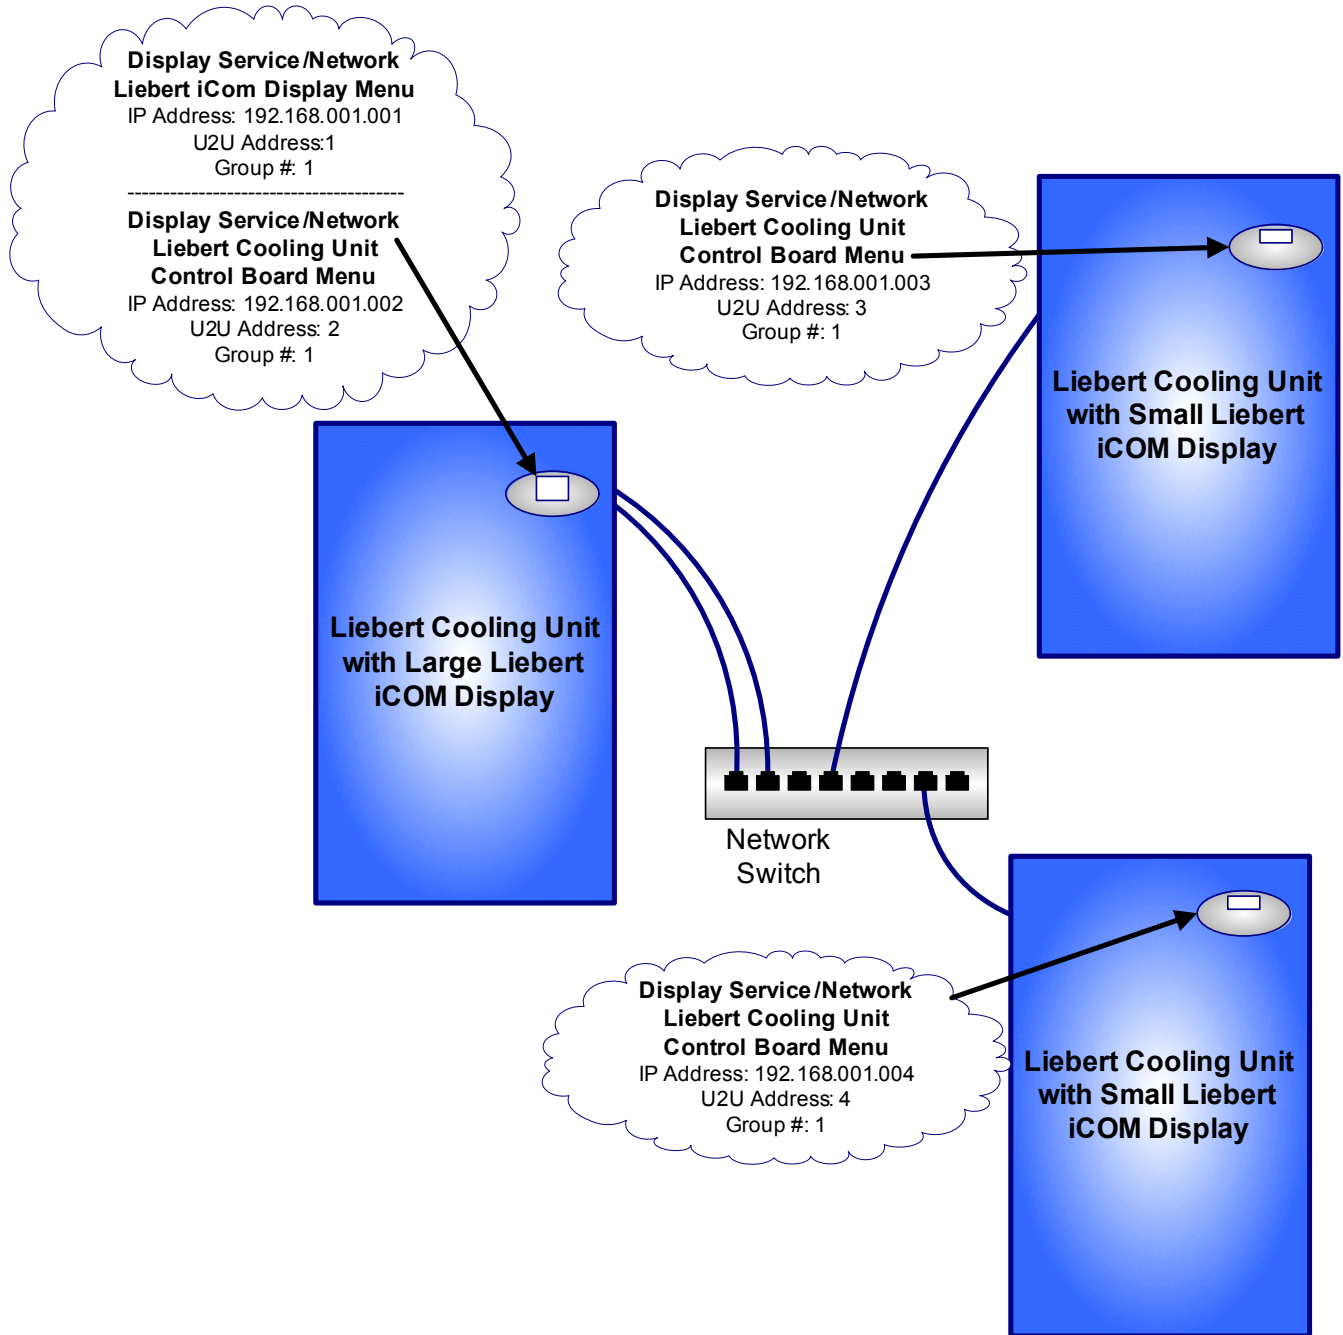 Display Service/Network
Liebert iCom Display Menu
IP Address: 192.168.001.001
U2U Address:1
Group #: 1
---------------------------------------
Display Service/Network
Liebert Cooling Unit
Control Board Menu
IP Address: 192.168.001.002
U2U Address: 2
Group #: 1
Display Service/Network
Liebert Cooling Unit
Control Board Menu
IP Address: 192.168.001.003
U2U Address: 3
Group #: 1
Liebert Cooling Unit
with Small Liebert
iCOM Display
Liebert Cooling Unit
with Large Liebert
iCOM Display
Network
Switch
Display Service/Network
Liebert Cooling Unit
Control Board Menu
IP Address: 192.168.001.004
U2U Address: 4
Group #: 1
Liebert Cooling Unit
with Small Liebert
iCOM Display